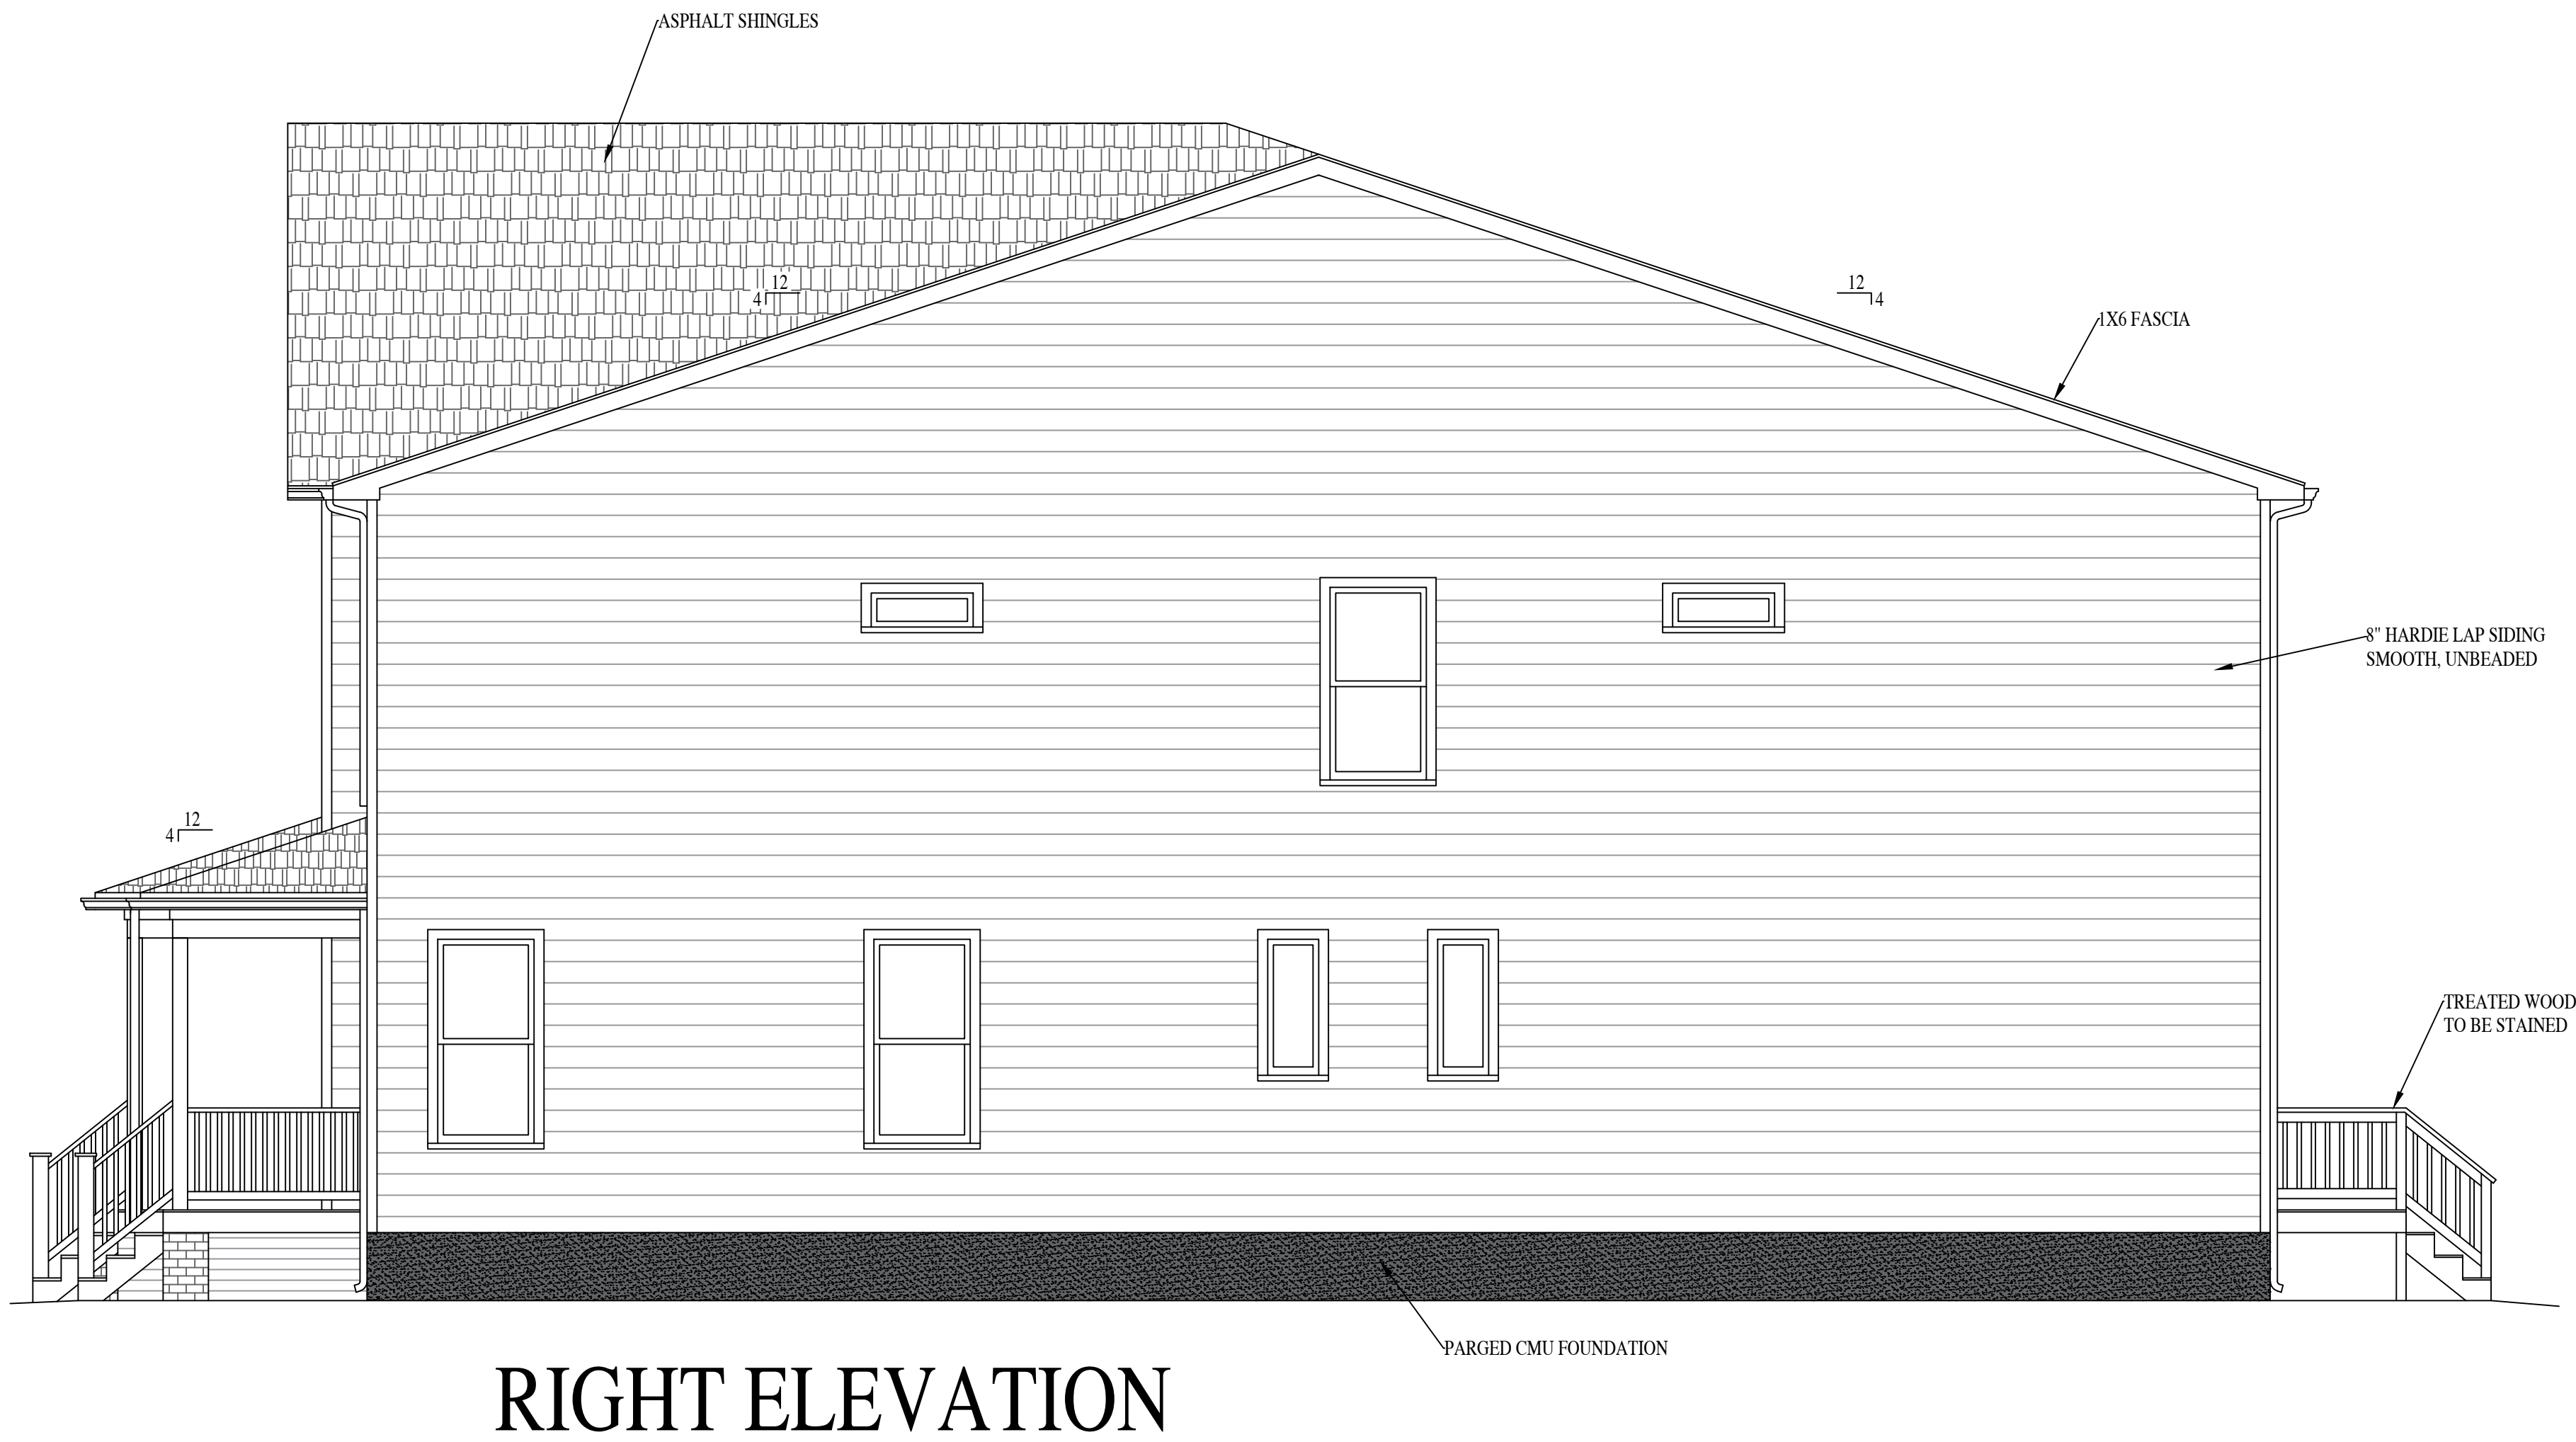 ASPHALT SHINGLES
12
4
12
4
1X6 FASCIA
8" HARDIE LAP SIDING
SMOOTH, UNBEADED
12
4
TREATED WOOD
TO BE STAINED
PARGED CMU FOUNDATION
RIGHT ELEVATION